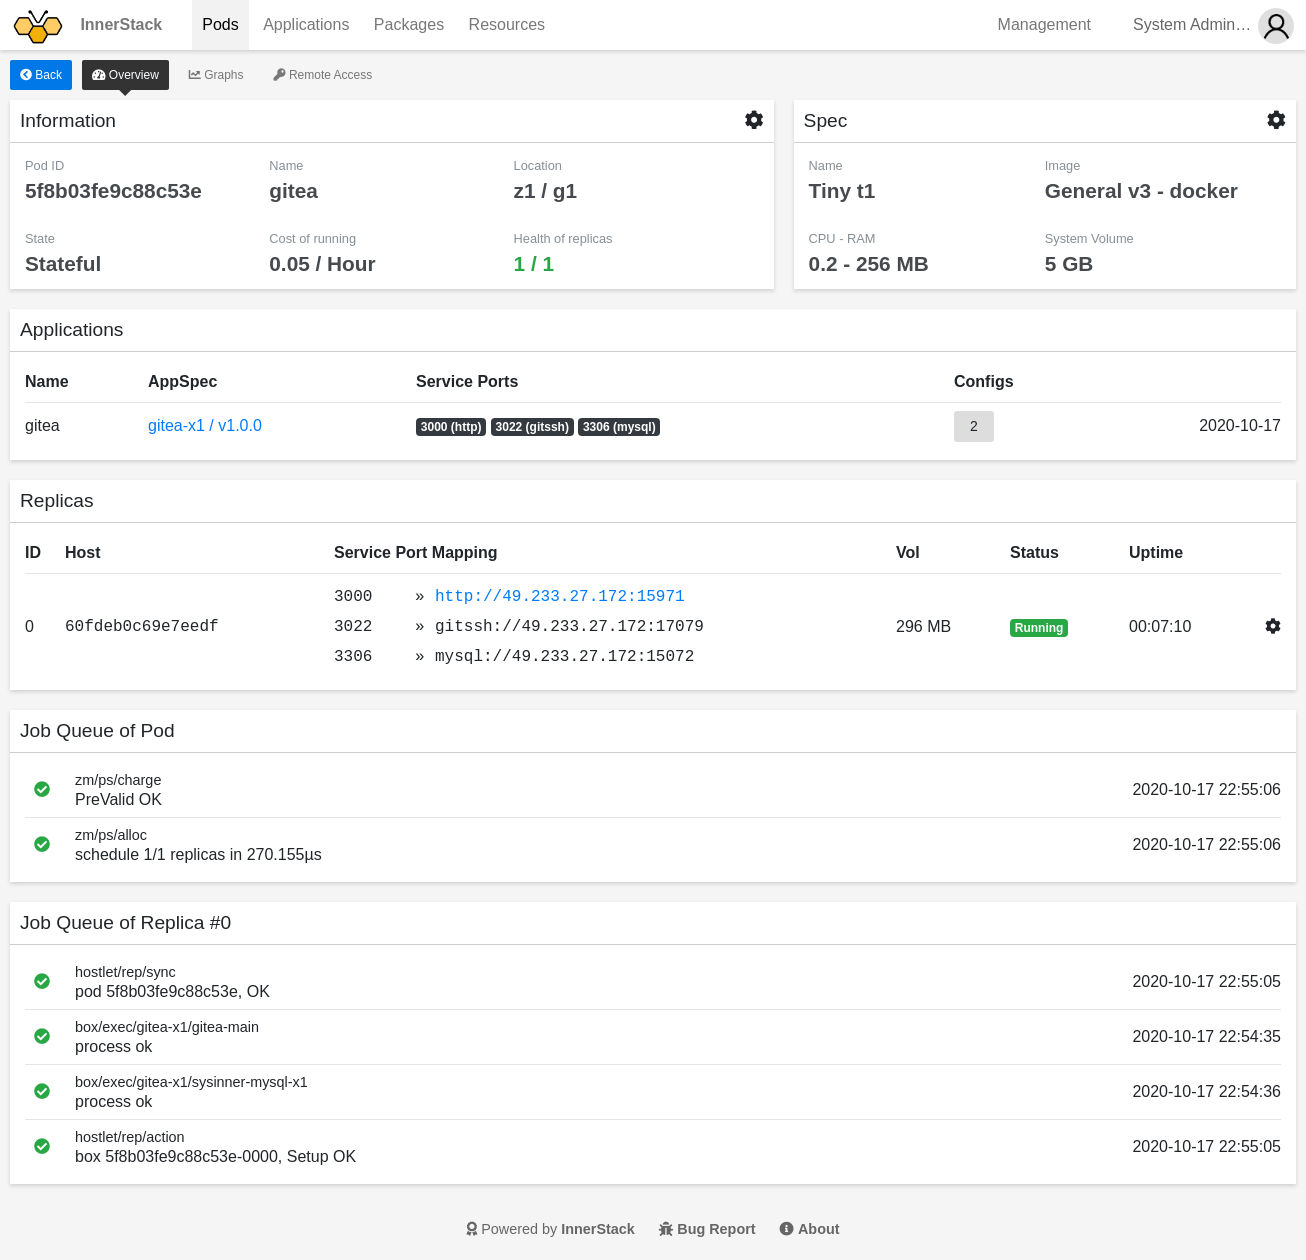 InnerStack Pods Applications Packages Resources Management System Admin…
Back Overview Graphs Remote Access
Information
Pod ID Name Location
5f8b03fe9c88c53e gitea z1 / g1
State Cost of running Health of replicas
Stateful 0.05 / Hour 1 / 1
Spec
Name Image
Tiny t1 General v3 - docker
CPU - RAM System Volume
0.2 - 256 MB 5 GB
Applications
Name AppSpec Service Ports Configs
gitea gitea-x1 / v1.0.0 3000 (http) 3022 (gitssh) 3306 (mysql) 2 2020-10-17
Replicas
ID Host Service Port Mapping Vol Status Uptime
3000 » http://49.233.27.172:15971
0 60fdeb0c69e7eedf 3022 » gitssh://49.233.27.172:17079 296 MB Running 00:07:10
3306 » mysql://49.233.27.172:15072
Job Queue of Pod
zm/ps/charge
PreValid OK 2020-10-17 22:55:06
zm/ps/alloc
schedule 1/1 replicas in 270.155µs 2020-10-17 22:55:06
Job Queue of Replica #0
hostlet/rep/sync
pod 5f8b03fe9c88c53e, OK 2020-10-17 22:55:05
box/exec/gitea-x1/gitea-main
process ok 2020-10-17 22:54:35
box/exec/gitea-x1/sysinner-mysql-x1
process ok 2020-10-17 22:54:36
hostlet/rep/action
box 5f8b03fe9c88c53e-0000, Setup OK 2020-10-17 22:55:05
Powered by InnerStack Bug Report About